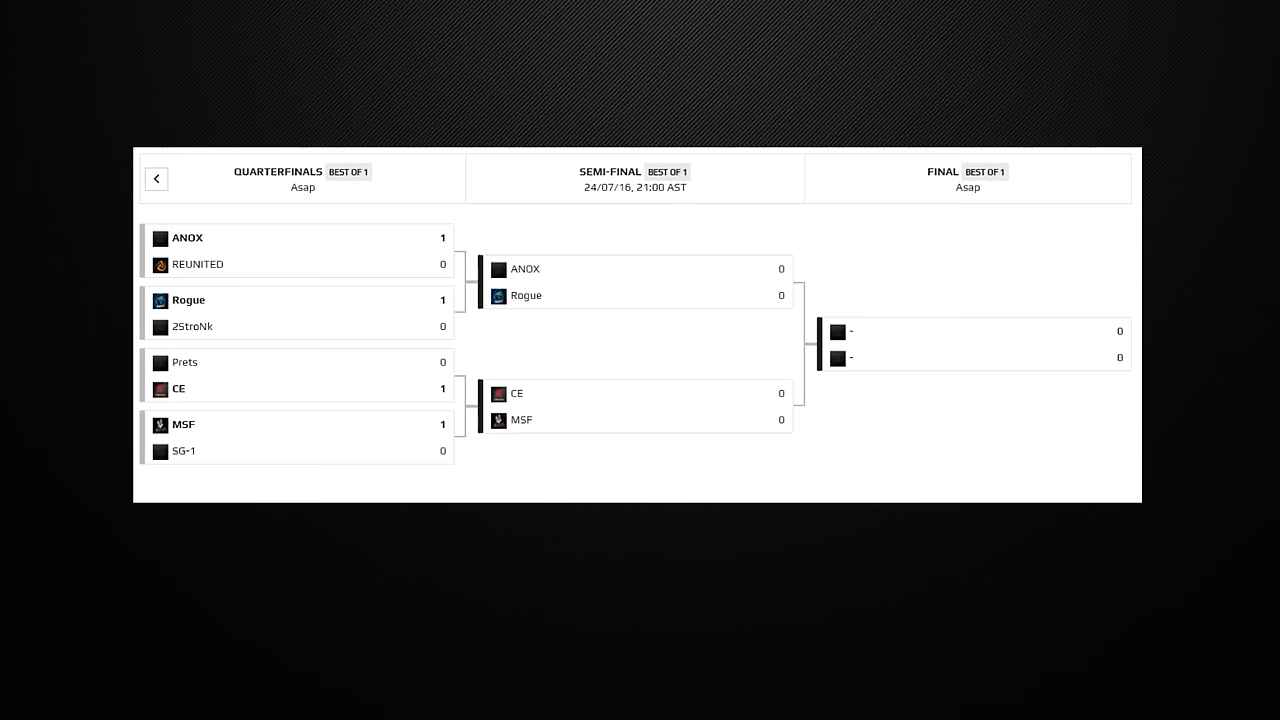 QUARTERFINALS BEST OF 1
Asap
SEMI-FINAL BEST OF 1
24/07/16, 21:00 AST
FINAL BEST OF 1
Asap
ANOX 1
REUNITED 0
Rogue 1
2StroNk 0
Prets 0
CE 1
MSF 1
SG-1 0
ANOX 0
Rogue 0
CE 0
MSF 0
- 0
- 0